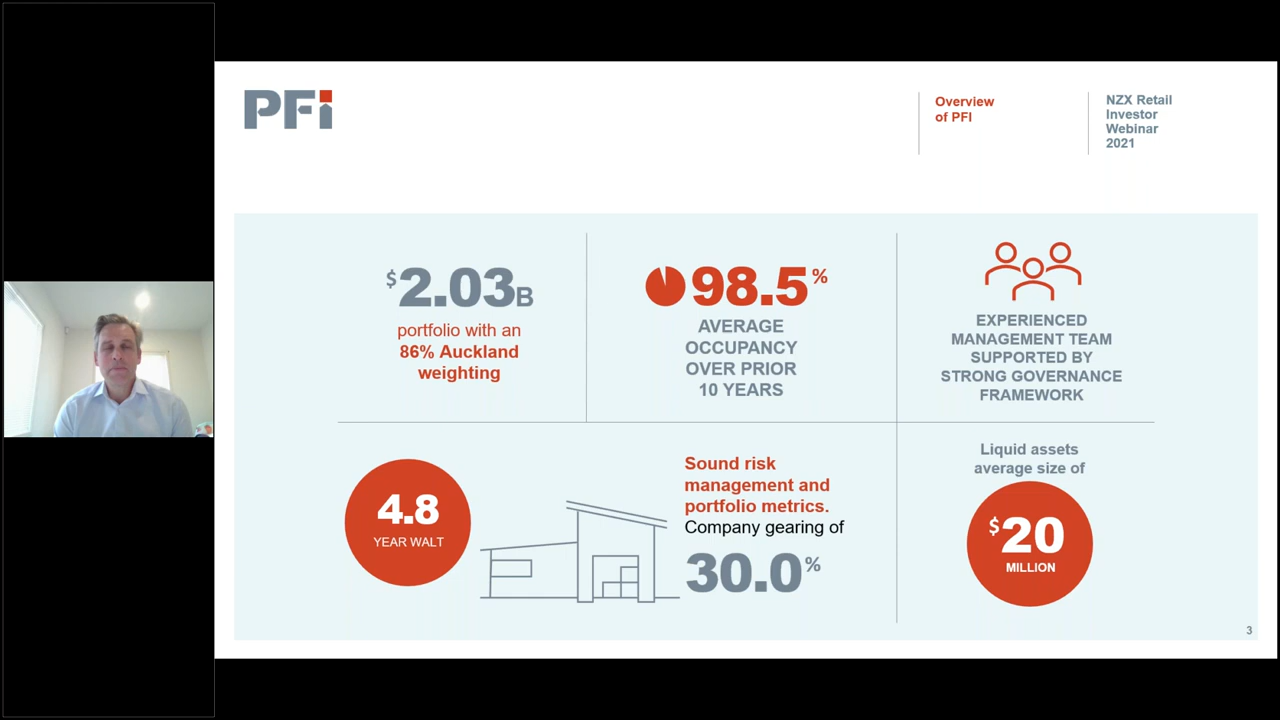 PFi
Overview
of PFI
NZX Retail
Investor
Webinar
2021
$2.03B
portfolio with an
86% Auckland
weighting
98.5%
AVERAGE
OCCUPANCY
OVER PRIOR
10 YEARS
EXPERIENCED
MANAGEMENT TEAM
SUPPORTED BY
STRONG GOVERNANCE
FRAMEWORK
4.8
YEAR WALT
Sound risk
management and
portfolio metrics.
Company gearing of
30.0%
Liquid assets
average size of
$20
MILLION
3